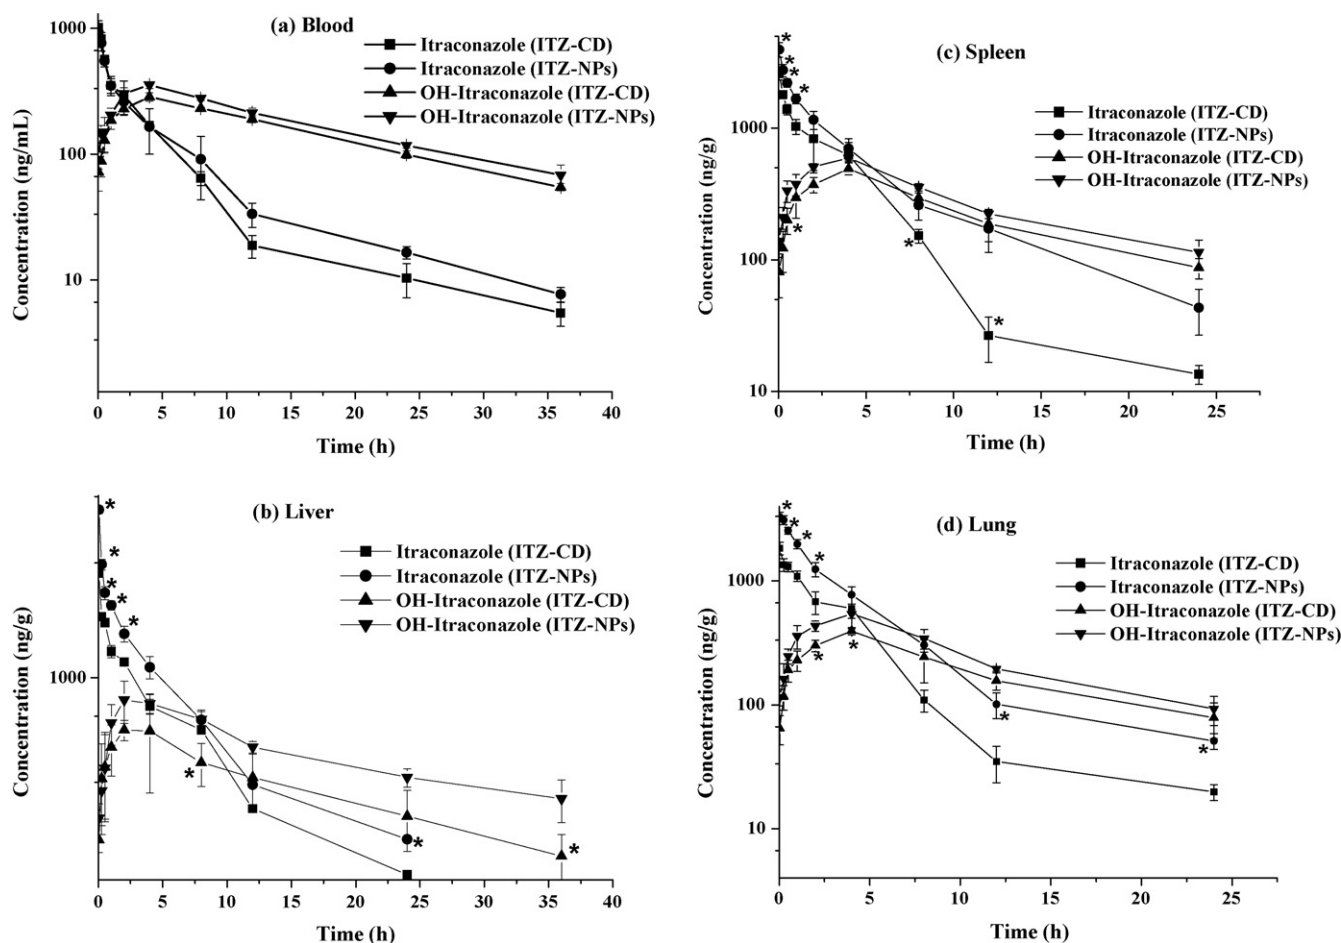 (a) Blood
Itraconazole (ITZ-CD)
Itraconazole (ITZ-NPs)
OH-Itraconazole (ITZ-CD)
OH-Itraconazole (ITZ-NPs)
Concentration (ng/mL)
1000
100
10
0 5 10 15 20 25 30 35 40
Time (h)
(c) Spleen
Itraconazole (ITZ-CD)
Itraconazole (ITZ-NPs)
OH-Itraconazole (ITZ-CD)
OH-Itraconazole (ITZ-NPs)
Concentration (ng/g)
1000
100
10
* * * * * * *
0 5 10 15 20 25
Time (h)
(b) Liver
Itraconazole (ITZ-CD)
Itraconazole (ITZ-NPs)
OH-Itraconazole (ITZ-CD)
OH-Itraconazole (ITZ-NPs)
Concentration (ng/g)
1000
* * * * * * * *
0 5 10 15 20 25 30 35 40
Time (h)
(d) Lung
Itraconazole (ITZ-CD)
Itraconazole (ITZ-NPs)
OH-Itraconazole (ITZ-CD)
OH-Itraconazole (ITZ-NPs)
Concentration (ng/g)
1000
100
10
* * * * * * * * *
0 5 10 15 20 25
Time (h)